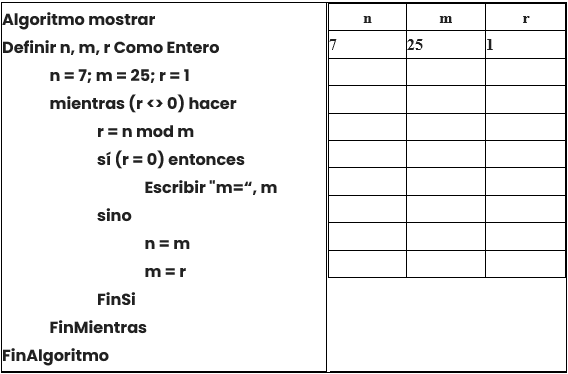 Algoritmo mostrar
Definir n, m, r Como Entero
n = 7; m = 25; r = 1
mientras (r <> 0) hacer
r = n mod m
sí (r = 0) entonces
Escribir "m=“, m
sino
n = m
m = r
FinSi
FinMientras
FinAlgoritmo
n m r
7 25 1